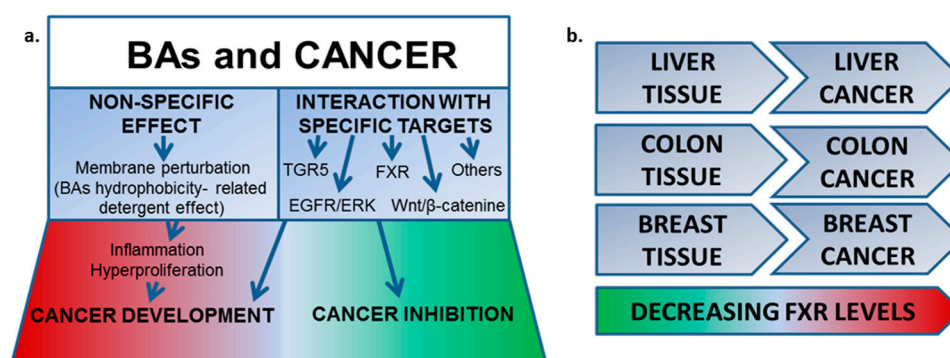 a.
BAs and CANCER
NON-SPECIFIC
EFFECT
Membrane perturbation
(BAs hydrophobicity- related
detergent effect)
INTERACTION WITH
SPECIFIC TARGETS
TGR5
FXR
Others
EGFR/ERK
Wnt/β-catenine
Inflammation
Hyperproliferation
CANCER DEVELOPMENT
CANCER INHIBITION
b.
LIVER
TISSUE
LIVER
CANCER
COLON
TISSUE
COLON
CANCER
BREAST
TISSUE
BREAST
CANCER
DECREASING FXR LEVELS